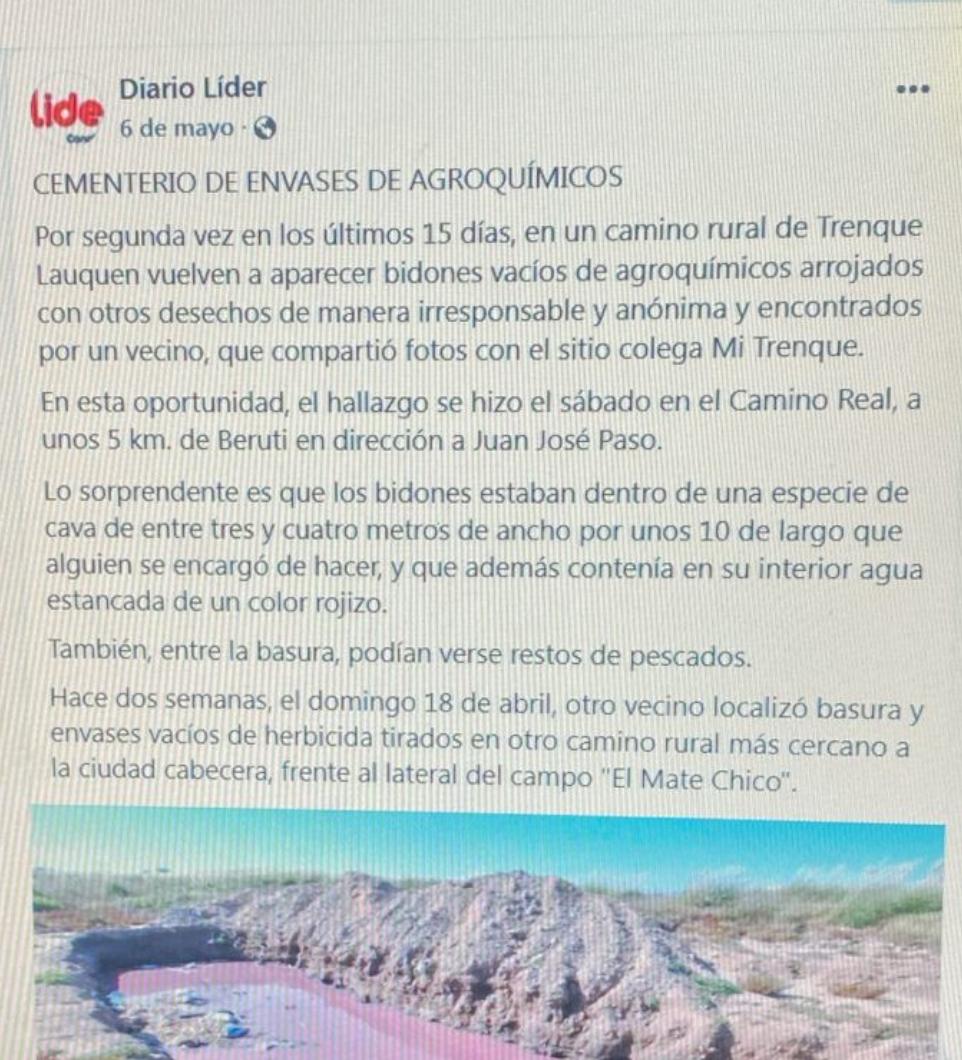 lide
Diario Líder
6 de mayo ·
CEMENTERIO DE ENVASES DE AGROQUÍMICOS
Por segunda vez en los últimos 15 días, en un camino rural de Trenque
Lauquen vuelven a aparecer bidones vacíos de agroquímicos arrojados
con otros desechos de manera irresponsable y anónima y encontrados
por un vecino, que compartió fotos con el sitio colega Mi Trenque.
En esta oportunidad, el hallazgo se hizo el sábado en el Camino Real, a
unos 5 km. de Beruti en dirección a Juan José Paso.
Lo sorprendente es que los bidones estaban dentro de una especie de
cava de entre tres y cuatro metros de ancho por unos 10 de largo que
alguien se encargó de hacer, y que además contenía en su interior agua
estancada de un color rojizo.
También, entre la basura, podían verse restos de pescados.
Hace dos semanas, el domingo 18 de abril, otro vecino localizó basura y
envases vacíos de herbicida tirados en otro camino rural más cercano a
la ciudad cabecera, frente al lateral del campo "El Mate Chico".